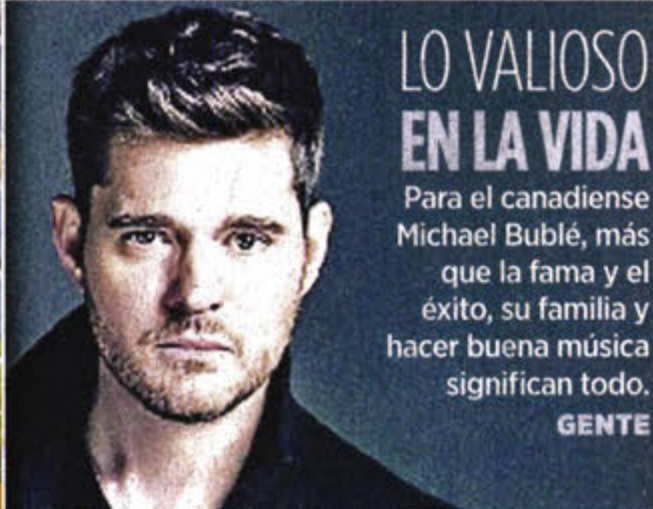 LO VALIOSO
EN LA VIDA
Para el canadiense
Michael Bublé, más
que la fama y el
éxito, su familia y
hacer buena música
significan todo.
GENTE